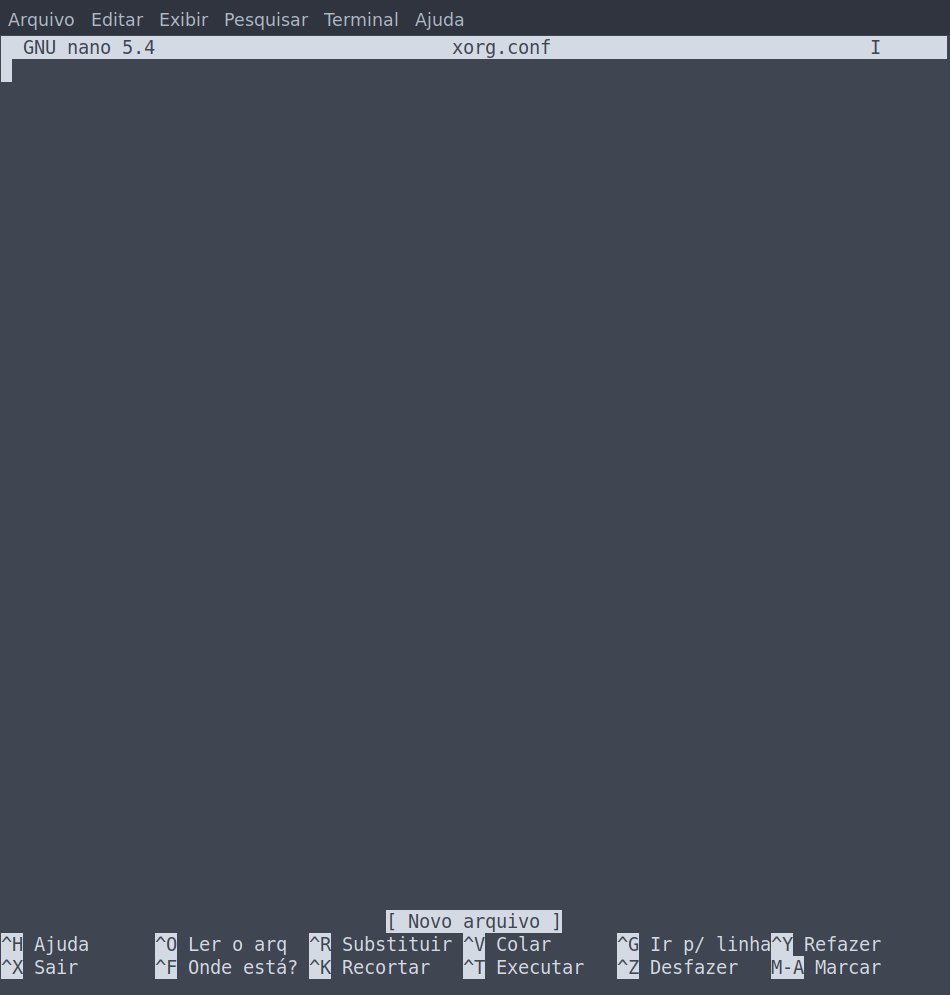 Arquivo Editar Exibir Pesquisar Terminal Ajuda
GNU nano 5.4 xorg.conf I
[ Novo arquivo ]
^H Ajuda ^O Ler o arq ^R Substituir ^V Colar ^G Ir p/ linha ^Y Refazer
^X Sair ^F Onde está? ^K Recortar ^T Executar ^Z Desfazer M-A Marcar